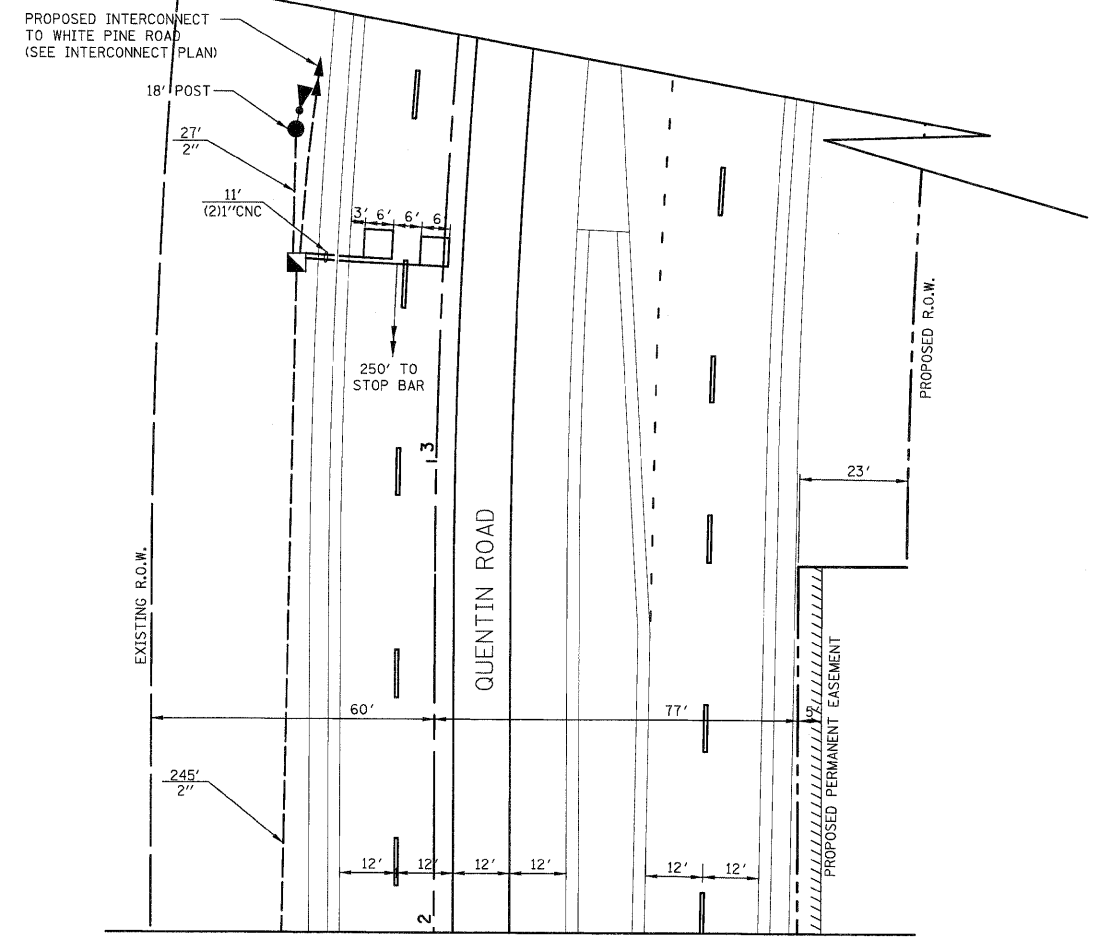 PROPOSED INTERCONNECT
TO WHITE PINE ROAD
(SEE INTERCONNECT PLAN)
18' POST
27'
2"
11'
(2)1"CNC
3' 6' 6' 6
250' TO
STOP BAR
13
PROPOSED R.O.W.
23'
QUENTIN ROAD
EXISTING R.O.W.
PROPOSED PERMANENT EASEMENT
60' 77' 5'
245'
2"
12' 12' 12' 12' 12' 12'
2